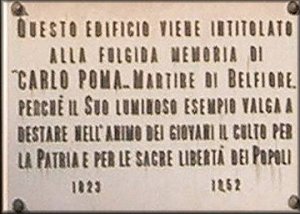 QUESTO EDIFICIO VIENE INTITOLATO
ALLA FULGIDA MEMORIA DI
"CARLO POMA" MARTIRE DI BELFIORE.
PERCHÈ IL SUO LUMINOSO ESEMPIO VALGA A
DESTARE NELL'ANIMO DEI GIOVANI IL CULTO PER
LA PATRIA E PER LE SACRE LIBERTÀ DEI POPOLI
1823 1852